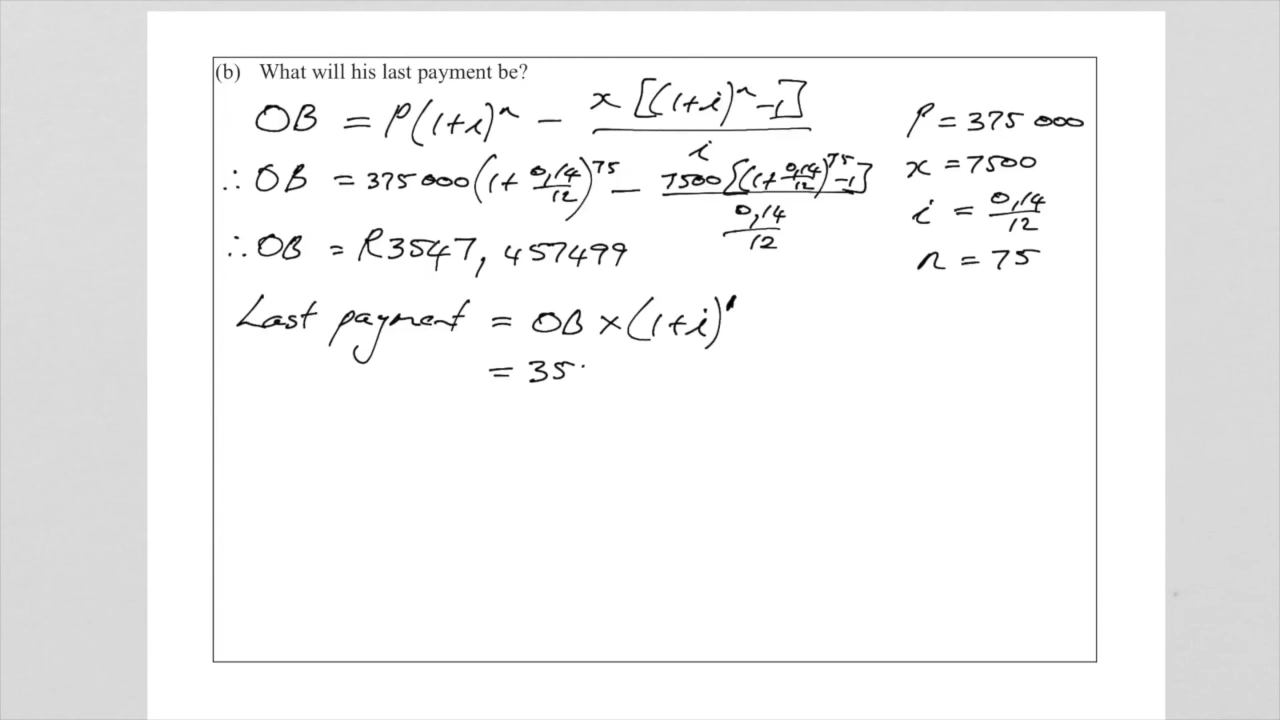 (b) What will his last payment be?
OB = P(1+i)^n − x[(1+i)^n −1] / i
P = 375 000
∴ OB = 375 000(1 + 0,14/12)^75 − 7500[(1+0,14/12)^75 −1] / (0,14/12)
x = 7500
i = 0,14/12
∴ OB = R3547,457499
n = 75
Last payment = OB × (1+i)^1
= 35